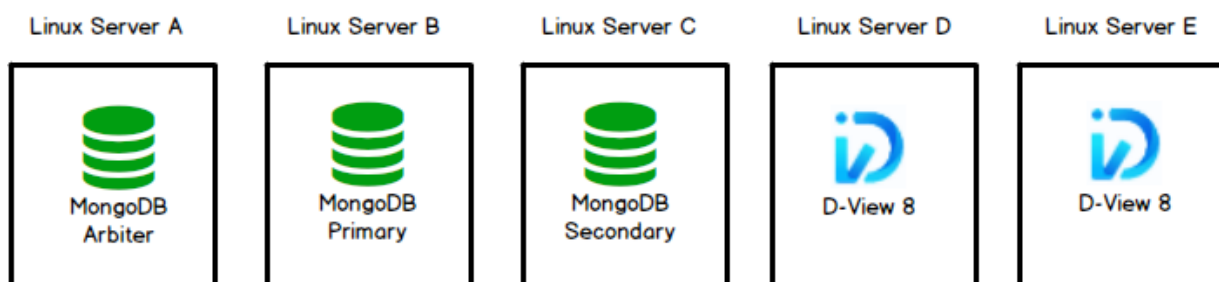 Linux Server A
Linux Server B
Linux Server C
Linux Server D
Linux Server E
MongoDB
Arbiter
MongoDB
Primary
MongoDB
Secondary
D-View 8
D-View 8